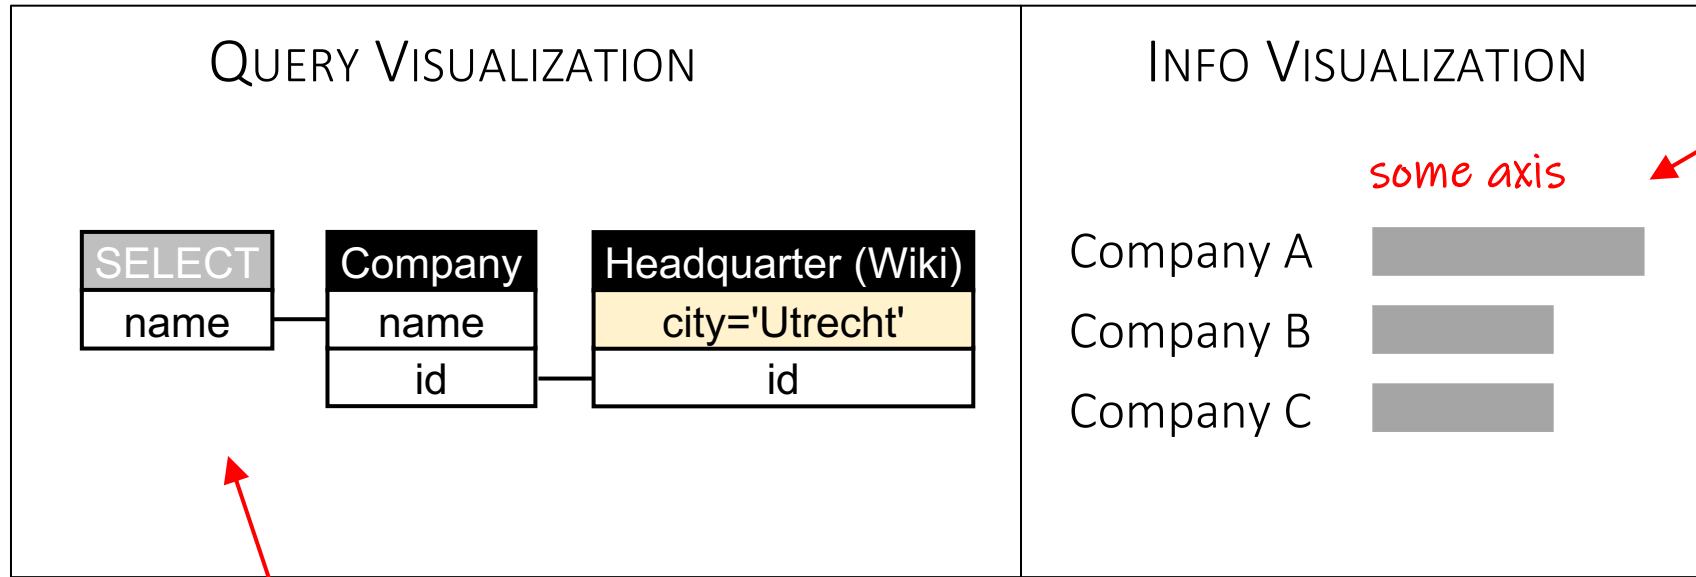 QUERY VISUALIZATION
SELECT
name
Company
name
id
Headquarter (Wiki)
city='Utrecht'
id
INFO VISUALIZATION
some axis
Company A
Company B
Company C